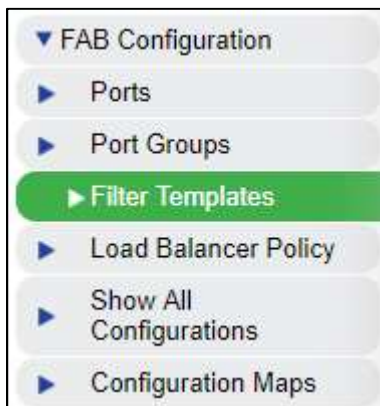 FAB Configuration
Ports
Port Groups
Filter Templates
Load Balancer Policy
Show All
Configurations
Configuration Maps